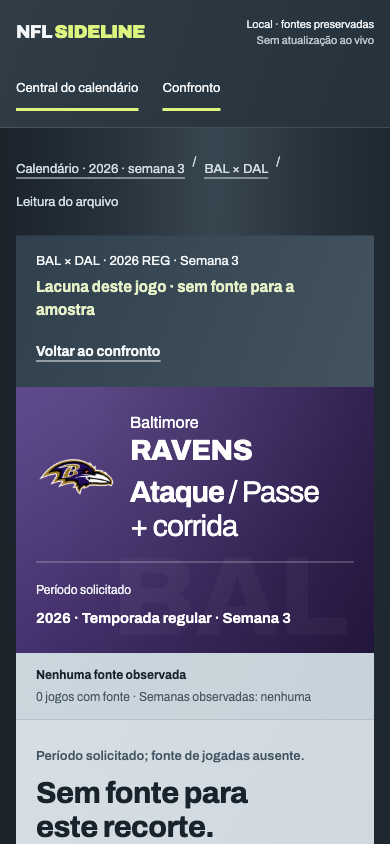 NFL SIDELINE
Local · fontes preservadas
Sem atualização ao vivo
Central do calendário
Confronto
Calendário · 2026 · semana 3 / BAL × DAL /
Leitura do arquivo
BAL × DAL · 2026 REG · Semana 3
Lacuna deste jogo · sem fonte para a
amostra
Voltar ao confronto
Baltimore
RAVENS
Ataque / Passe
+ corrida
BAL
Período solicitado
2026 · Temporada regular · Semana 3
Nenhuma fonte observada
0 jogos com fonte · Semanas observadas: nenhuma
Período solicitado; fonte de jogadas ausente.
Sem fonte para
este recorte.